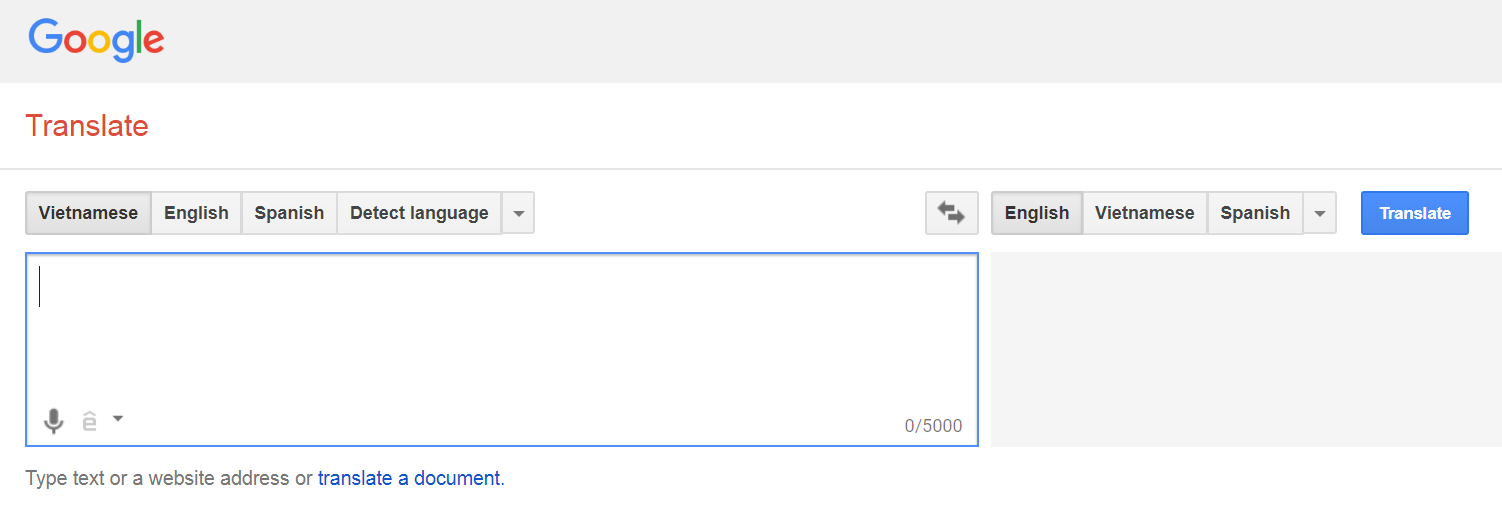 Google
Translate
Vietnamese English Spanish Detect language English Vietnamese Spanish Translate
ê
0/5000
Type text or a website address or translate a document.